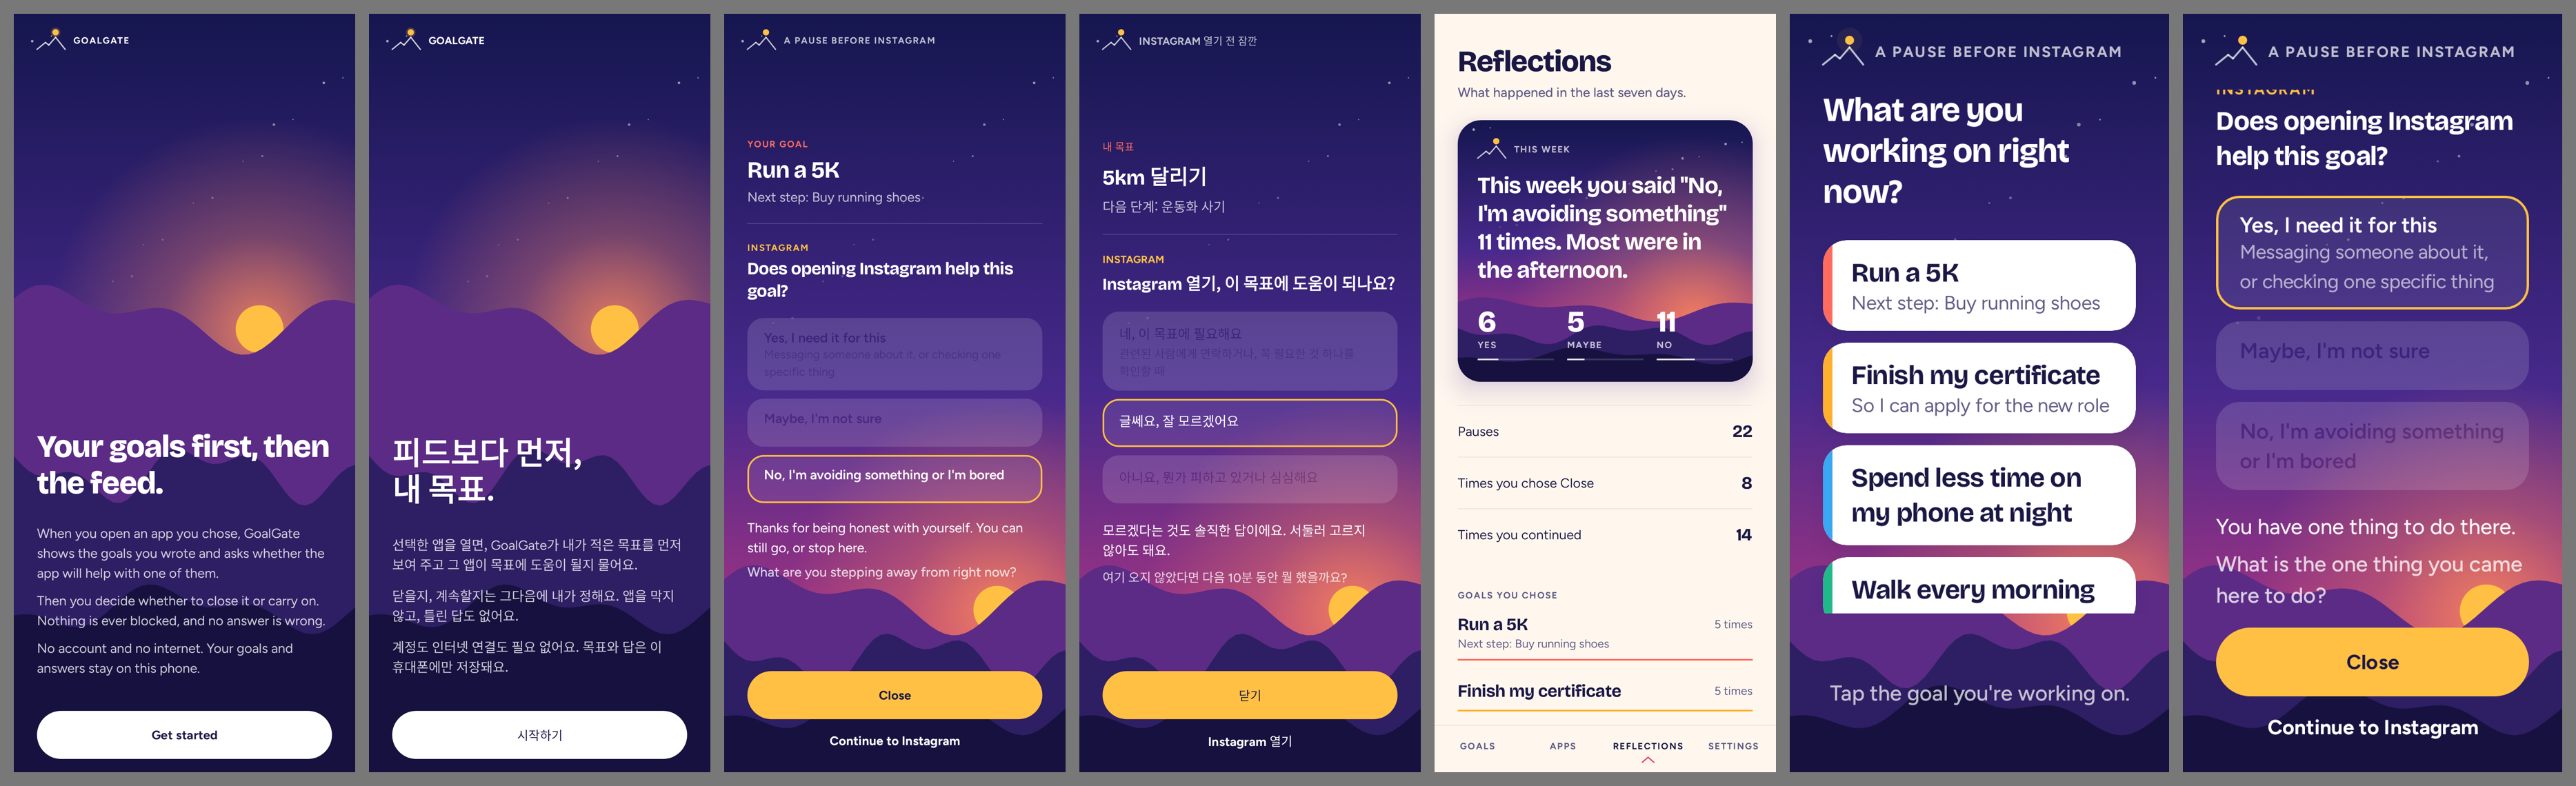 GOALGATE
Your goals first, then
the feed.
When you open an app you chose, GoalGate
shows the goals you wrote and asks whether the
app will help with one of them.
Then you decide whether to close it or carry on.
Nothing is ever blocked, and no answer is wrong.
No account and no internet. Your goals and
answers stay on this phone.
Get started
GOALGATE
피드보다 먼저,
내 목표.
선택한 앱을 열면, GoalGate가 내가 적은 목표를 먼저
보여 주고 그 앱이 목표에 도움이 될지 물어요.
닫을지, 계속할지는 그다음에 내가 정해요. 앱을 막지
않고, 틀린 답도 없어요.
계정도 인터넷 연결도 필요 없어요. 목표와 답은 이
휴대폰에만 저장돼요.
시작하기
A PAUSE BEFORE INSTAGRAM
YOUR GOAL
Run a 5K
Next step: Buy running shoes
INSTAGRAM
Does opening Instagram help this
goal?
Yes, I need it for this
Messaging someone about it, or checking one
specific thing
Maybe, I'm not sure
No, I'm avoiding something or I'm bored
Thanks for being honest with yourself. You can
still go, or stop here.
What are you stepping away from right now?
Close
Continue to Instagram
INSTAGRAM 열기 전 잠깐
내 목표
5km 달리기
다음 단계: 운동화 사기
INSTAGRAM
Instagram 열기, 이 목표에 도움이 되나요?
네, 이 목표에 필요해요
관련된 사람에게 연락하거나, 꼭 필요한 것 하나를
확인할 때
글쎄요, 잘 모르겠어요
아니요, 뭔가 피하고 있거나 심심해요
모르겠다는 것도 솔직한 답이에요. 서둘러 고르지
않아도 돼요.
여기 오지 않았다면 다음 10분 동안 뭘 했을까요?
닫기
Instagram 열기
Reflections
What happened in the last seven days.
THIS WEEK
This week you said "No,
I'm avoiding something"
11 times. Most were in
the afternoon.
6
5
11
YES
MAYBE
NO
Pauses
22
Times you chose Close
8
Times you continued
14
GOALS YOU CHOSE
Run a 5K
5 times
Next step: Buy running shoes
Finish my certificate
5 times
GOALS
APPS
REFLECTIONS
SETTINGS
A PAUSE BEFORE INSTAGRAM
What are you
working on right
now?
Run a 5K
Next step: Buy running shoes
Finish my certificate
So I can apply for the new role
Spend less time on
my phone at night
Walk every morning
Tap the goal you're working on.
A PAUSE BEFORE INSTAGRAM
INSTAGRAM
Does opening Instagram
help this goal?
Yes, I need it for this
Messaging someone about it,
or checking one specific thing
Maybe, I'm not sure
No, I'm avoiding something
or I'm bored
You have one thing to do there.
What is the one thing you came
here to do?
Close
Continue to Instagram